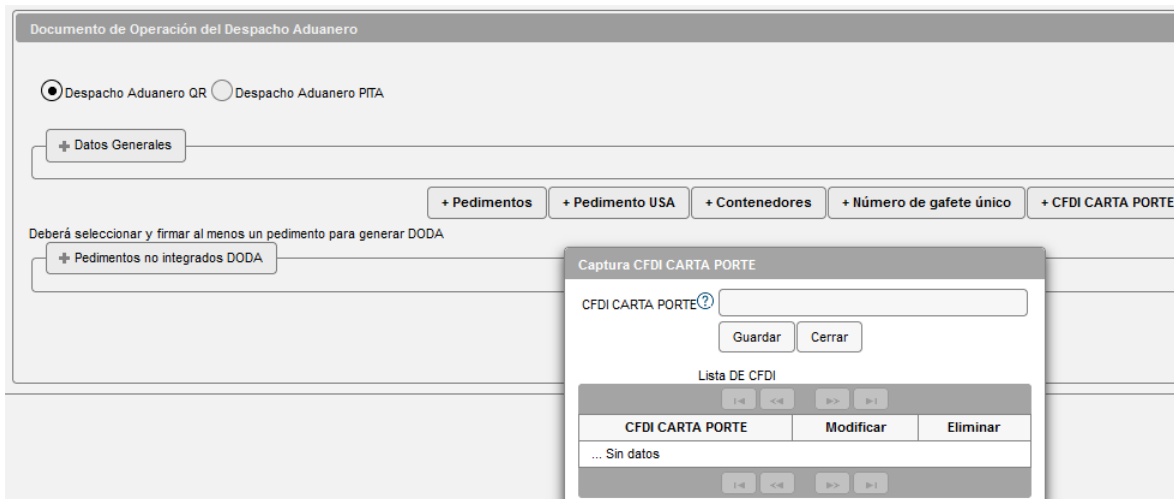 Documento de Operación del Despacho Aduanero
Despacho Aduanero QR Despacho Aduanero PITA
+ Datos Generales
+ Pedimentos + Pedimento USA + Contenedores + Número de gafete único + CFDI CARTA PORTE
Deberá seleccionar y firmar al menos un pedimento para generar DODA
+ Pedimentos no integrados DODA
Captura CFDI CARTA PORTE
CFDI CARTA PORTE ?
Guardar Cerrar
Lista DE CFDI
CFDI CARTA PORTE Modificar Eliminar
... Sin datos